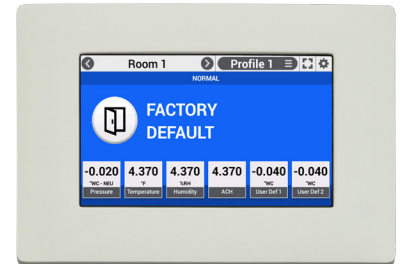 Room 1
Profile 1
NORMAL
FACTORY
DEFAULT
-0.020 4.370 4.370 4.370 -0.040 -0.040
"WC - NEU °F %RH "WC "WC
Pressure Temperature Humidity ACH User Def 1 User Def 2